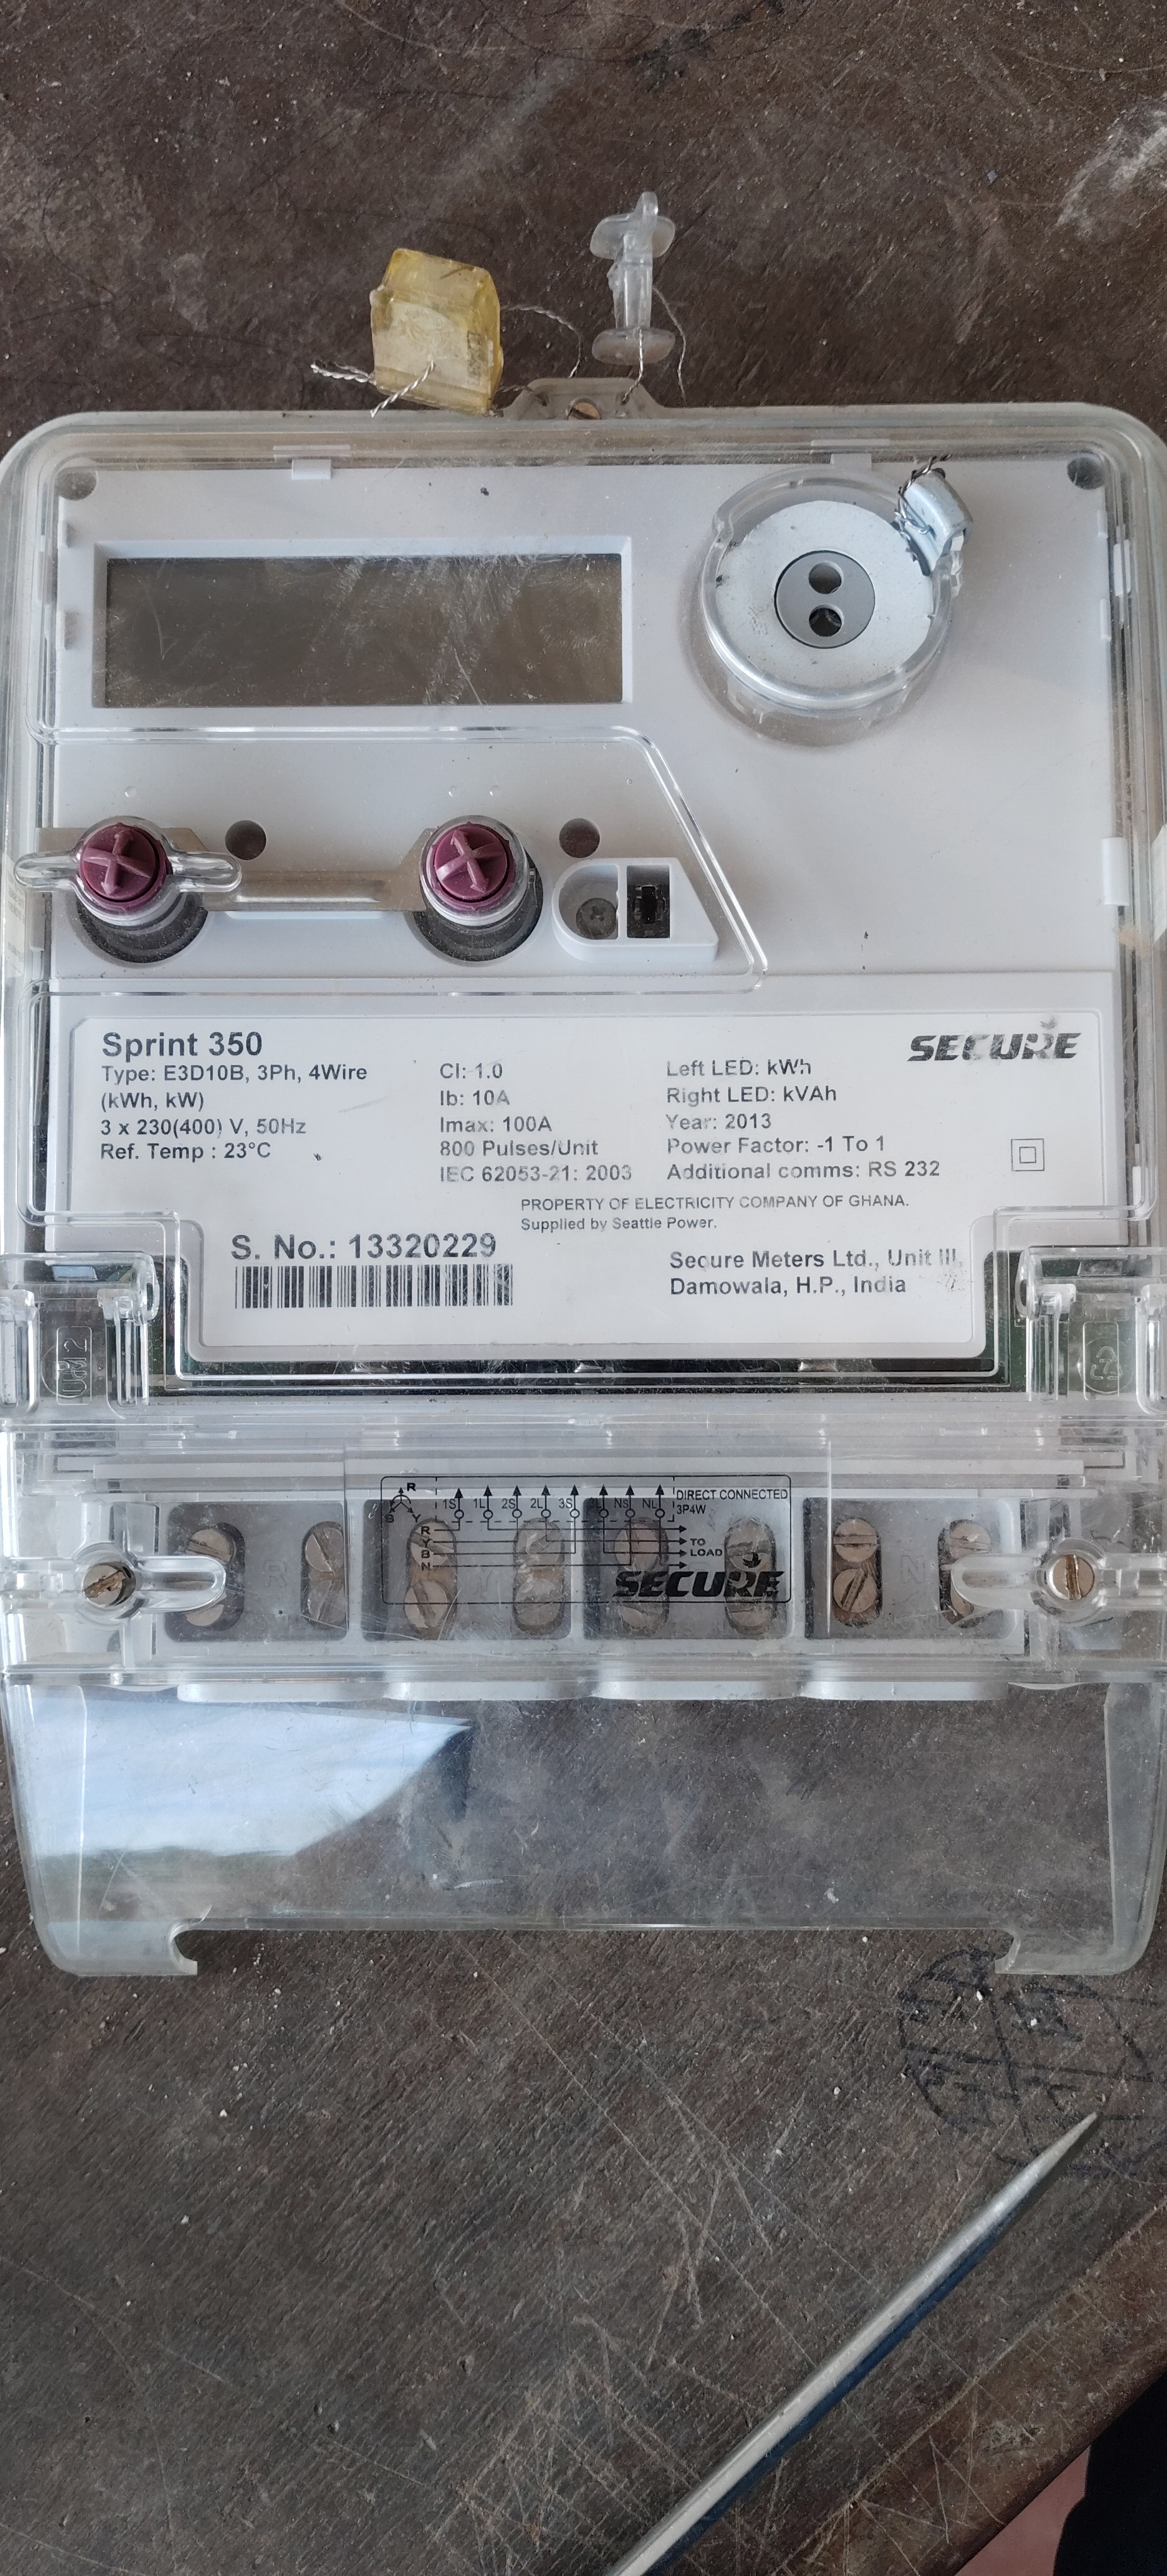 Sprint 350
Type: E3D10B, 3Ph, 4Wire
(kWh, kW)
3 x 230(400) V, 50Hz
Ref. Temp : 23°C
Cl: 1.0
Ib: 10A
Imax: 100A
800 Pulses/Unit
IEC 62053-21: 2003
SECURE
Left LED: kWh
Right LED: kVAh
Year: 2013
Power Factor: -1 To 1
Additional comms: RS 232
PROPERTY OF ELECTRICITY COMPANY OF GHANA.
Supplied by Seattle Power.
S. No.: 13320229
Secure Meters Ltd., Unit III,
Damowala, H.P., India
R
B Y
1S 1L 2S 2L 3S 3L NS NL
DIRECT CONNECTED
3P4W
R
Y
B
N
TO
LOAD
SECURE